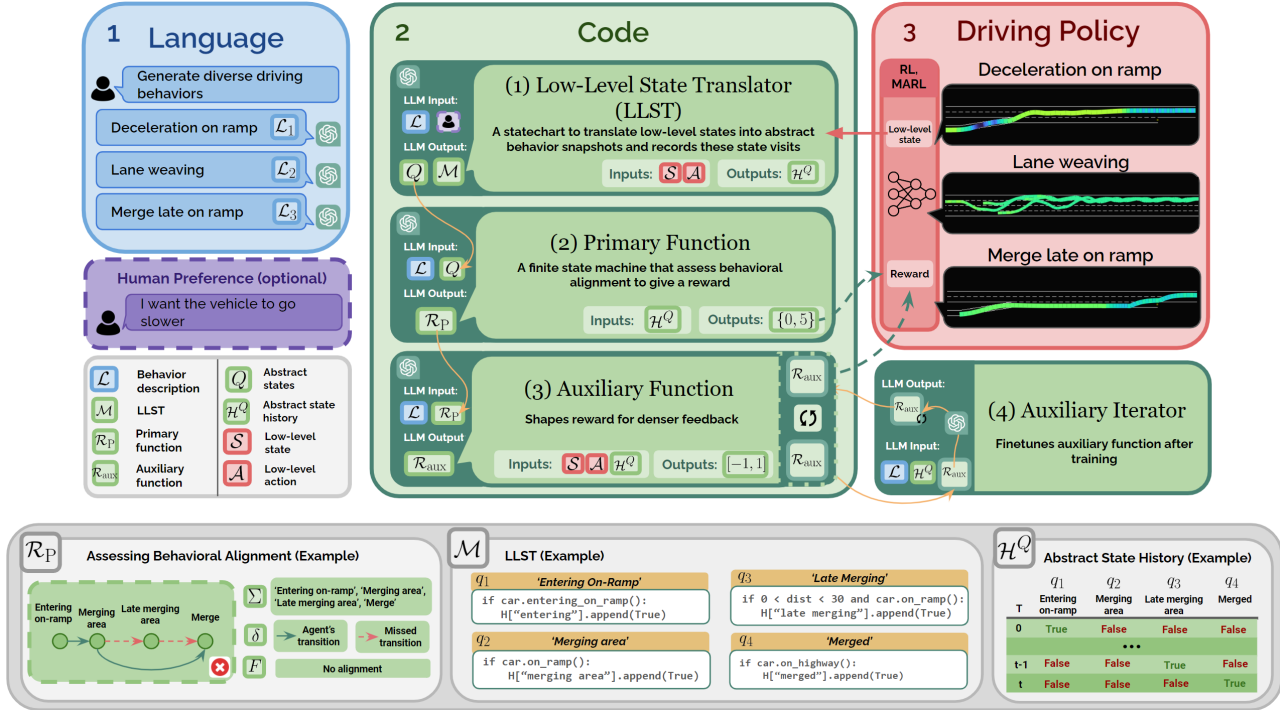 1 Language
Generate diverse driving
behaviors
Deceleration on ramp ℒ1
Lane weaving ℒ2
Merge late on ramp ℒ3
Human Preference (optional)
I want the vehicle to go
slower
ℒ Behavior
description
ℳ LLST
ℛP Primary
function
ℛaux Auxiliary
function
Q Abstract
states
ℋQ Abstract state
history
𝒮 Low-level
state
𝒜 Low-level
action
2 Code
LLM Input:
ℒ
LLM Output:
Q ℳ
(1) Low-Level State Translator
(LLST)
A statechart to translate low-level states into abstract
behavior snapshots and records these state visits
Inputs: 𝒮 𝒜 Outputs: ℋQ
LLM Input:
ℒ Q
LLM Output:
ℛP
(2) Primary Function
A finite state machine that assess behavioral
alignment to give a reward
Inputs: ℋQ Outputs: {0, 5}
LLM Input:
ℒ ℛP
LLM Output
ℛaux
(3) Auxiliary Function
Shapes reward for denser feedback
Inputs: 𝒮 𝒜 ℋQ Outputs: [−1, 1]
ℛaux
ℛaux
3 Driving Policy
RL,
MARL
Low-level
state
Reward
Deceleration on ramp
Lane weaving
Merge late on ramp
LLM Output:
ℛaux
LLM Input:
ℒ ℋQ ℛaux
(4) Auxiliary Iterator
Finetunes auxiliary function after
training
ℛP Assessing Behavioral Alignment (Example)
Entering
on-ramp
Merging
area
Late merging
area
Merge
Σ 'Entering on-ramp', 'Merging area',
'Late merging area', 'Merge'
δ Agent's
transition
Missed
transition
F No alignment
ℳ LLST (Example)
q1 'Entering On-Ramp'
if car.entering_on_ramp():
H["entering"].append(True)
q2 'Merging area'
if car.on_ramp():
H["merging area"].append(True)
q3 'Late Merging'
if 0 < dist < 30 and car.on_ramp():
H["late merging"].append(True)
q4 'Merged'
if car.on_highway():
H["merged"].append(True)
ℋQ Abstract State History (Example)
q1 q2 q3 q4
T Entering
on-ramp
Merging
area
Late merging
area
Merged
0 True False False False
•••
t-1 False False True False
t False False False True